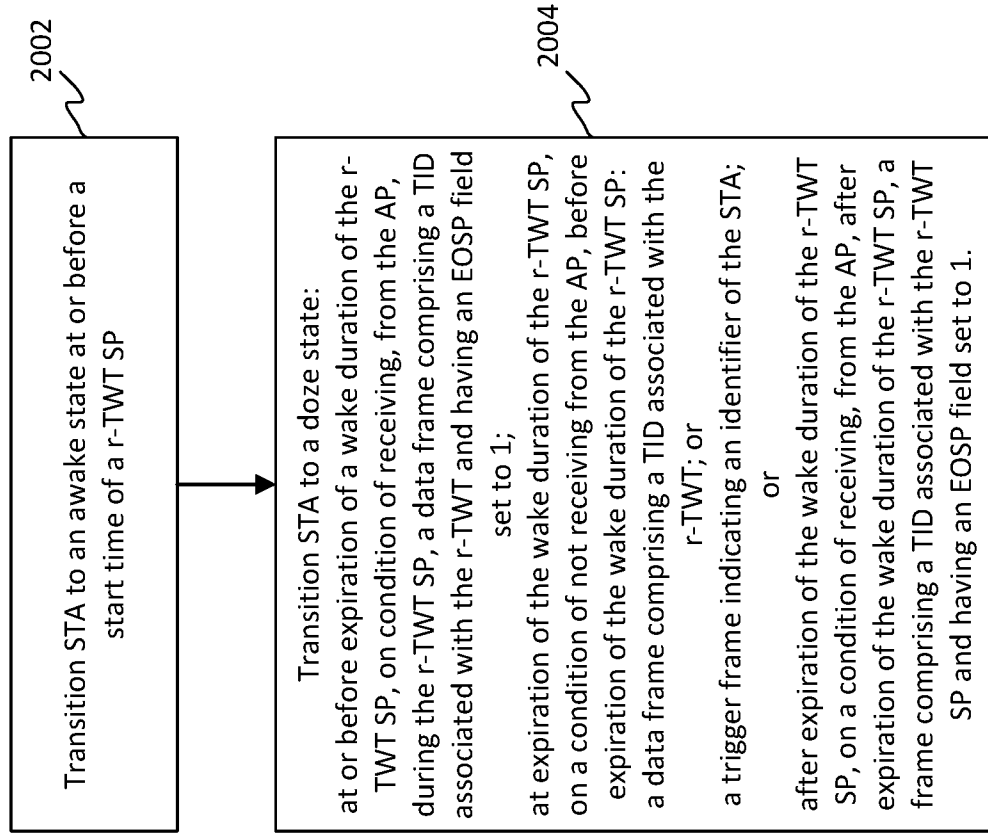 2002
Transition STA to an awake state at or before a
start time of a r-TWT SP
2004
Transition STA to a doze state:
at or before expiration of a wake duration of the r-
TWT SP, on condition of receiving, from the AP,
during the r-TWT SP, a data frame comprising a TID
associated with the r-TWT and having an EOSP field
set to 1;
at expiration of the wake duration of the r-TWT SP,
on a condition of not receiving from the AP, before
expiration of the wake duration of the r-TWT SP:
a data frame comprising a TID associated with the
r-TWT; or
a trigger frame indicating an identifier of the STA;
or
after expiration of the wake duration of the r-TWT
SP, on a condition of receiving, from the AP, after
expiration of the wake duration of the r-TWT SP, a
frame comprising a TID associated with the r-TWT
SP and having an EOSP field set to 1.